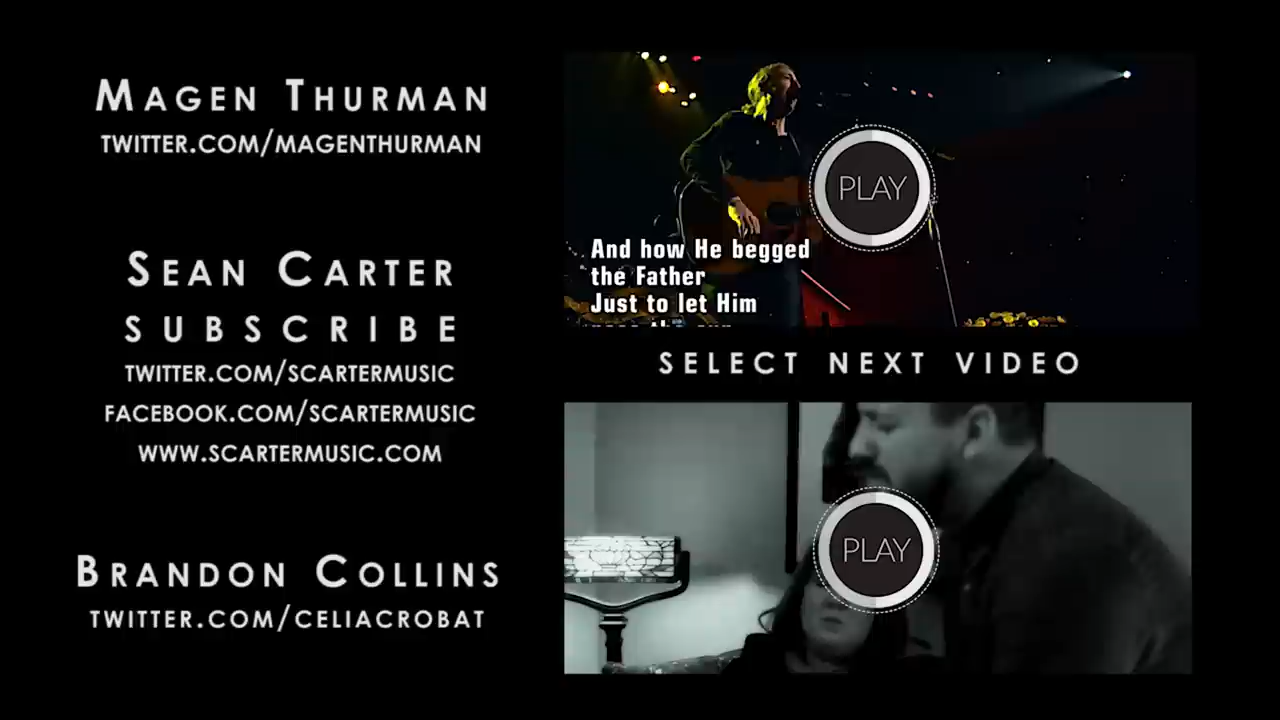 MAGEN THURMAN
TWITTER.COM/MAGENTHURMAN
SEAN CARTER
SUBSCRIBE
TWITTER.COM/SCARTERMUSIC
FACEBOOK.COM/SCARTERMUSIC
WWW.SCARTERMUSIC.COM
BRANDON COLLINS
TWITTER.COM/CELIACROBAT
PLAY
And how He begged
the Father
Just to let Him
SELECT NEXT VIDEO
PLAY